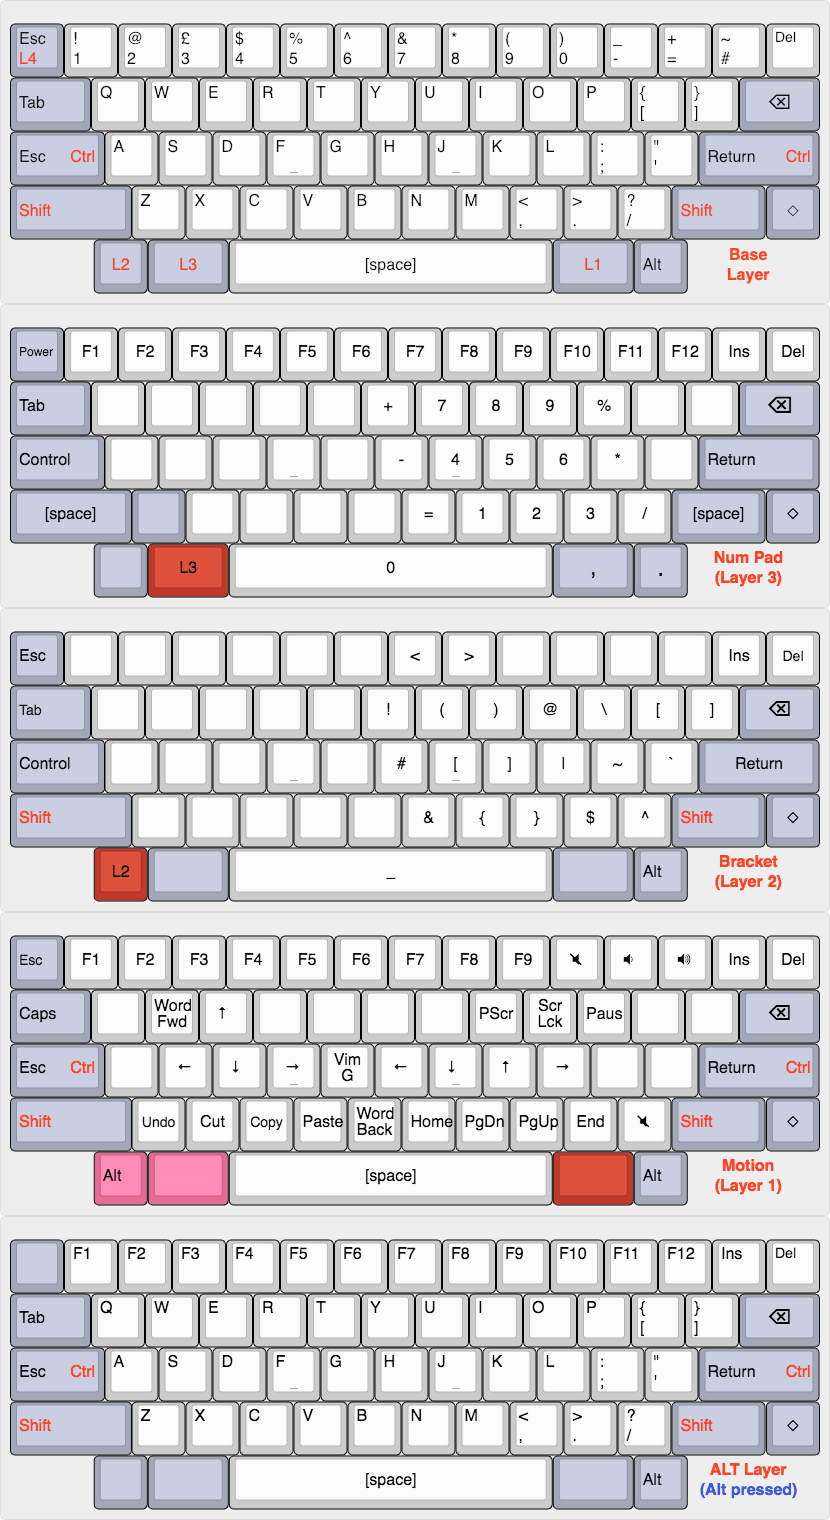 Esc ! @ £ $ % ^ & * ( ) _ + ~ Del
L4 1 2 3 4 5 6 7 8 9 0 - = #
Tab Q W E R T Y U I O P { } ⌫
[ ]
Esc Ctrl A S D F G H J K L : " Return Ctrl
_ _ ; '
Shift Z X C V B N M < > ? Shift ◇
, . /
L2 L3 [space] L1 Alt Base
Layer
Power F1 F2 F3 F4 F5 F6 F7 F8 F9 F10 F11 F12 Ins Del
Tab + 7 8 9 % ⌫
Control - 4 5 6 * Return
_ _
[space] = 1 2 3 / [space] ◇
L3 0 , . Num Pad
(Layer 3)
Esc < > Ins Del
Tab ! ( ) @ \ [ ] ⌫
Control # [ ] | ~ ` Return
_ _
Shift & { } $ ^ Shift ◇
L2 _ Alt Bracket
(Layer 2)
Esc F1 F2 F3 F4 F5 F6 F7 F8 F9 Ins Del
Caps Word ↑ PScr Scr Paus ⌫
Fwd Lck
Esc Ctrl ← ↓ → Vim ← ↓ ↑ → Return Ctrl
_ G _
Shift Undo Cut Copy Paste Word Home PgDn PgUp End Shift ◇
Back
Alt [space] Alt Motion
(Layer 1)
F1 F2 F3 F4 F5 F6 F7 F8 F9 F10 F11 F12 Ins Del
Tab Q W E R T Y U I O P { } ⌫
[ ]
Esc Ctrl A S D F G H J K L : " Return Ctrl
_ _ ; '
Shift Z X C V B N M < > ? Shift ◇
, . /
[space] Alt ALT Layer
(Alt pressed)